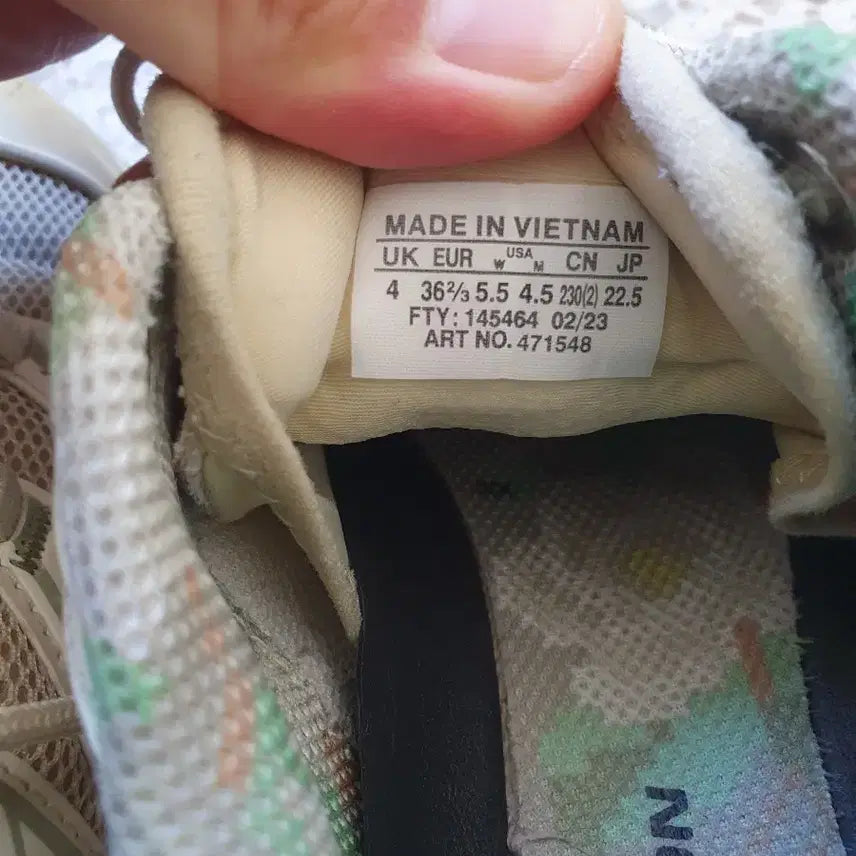 MADE IN VIETNAM
UK EUR W USA M CN JP
4 36⅔ 5.5 4.5 230(2) 22.5
FTY: 145464 02/23
ART NO. 471548